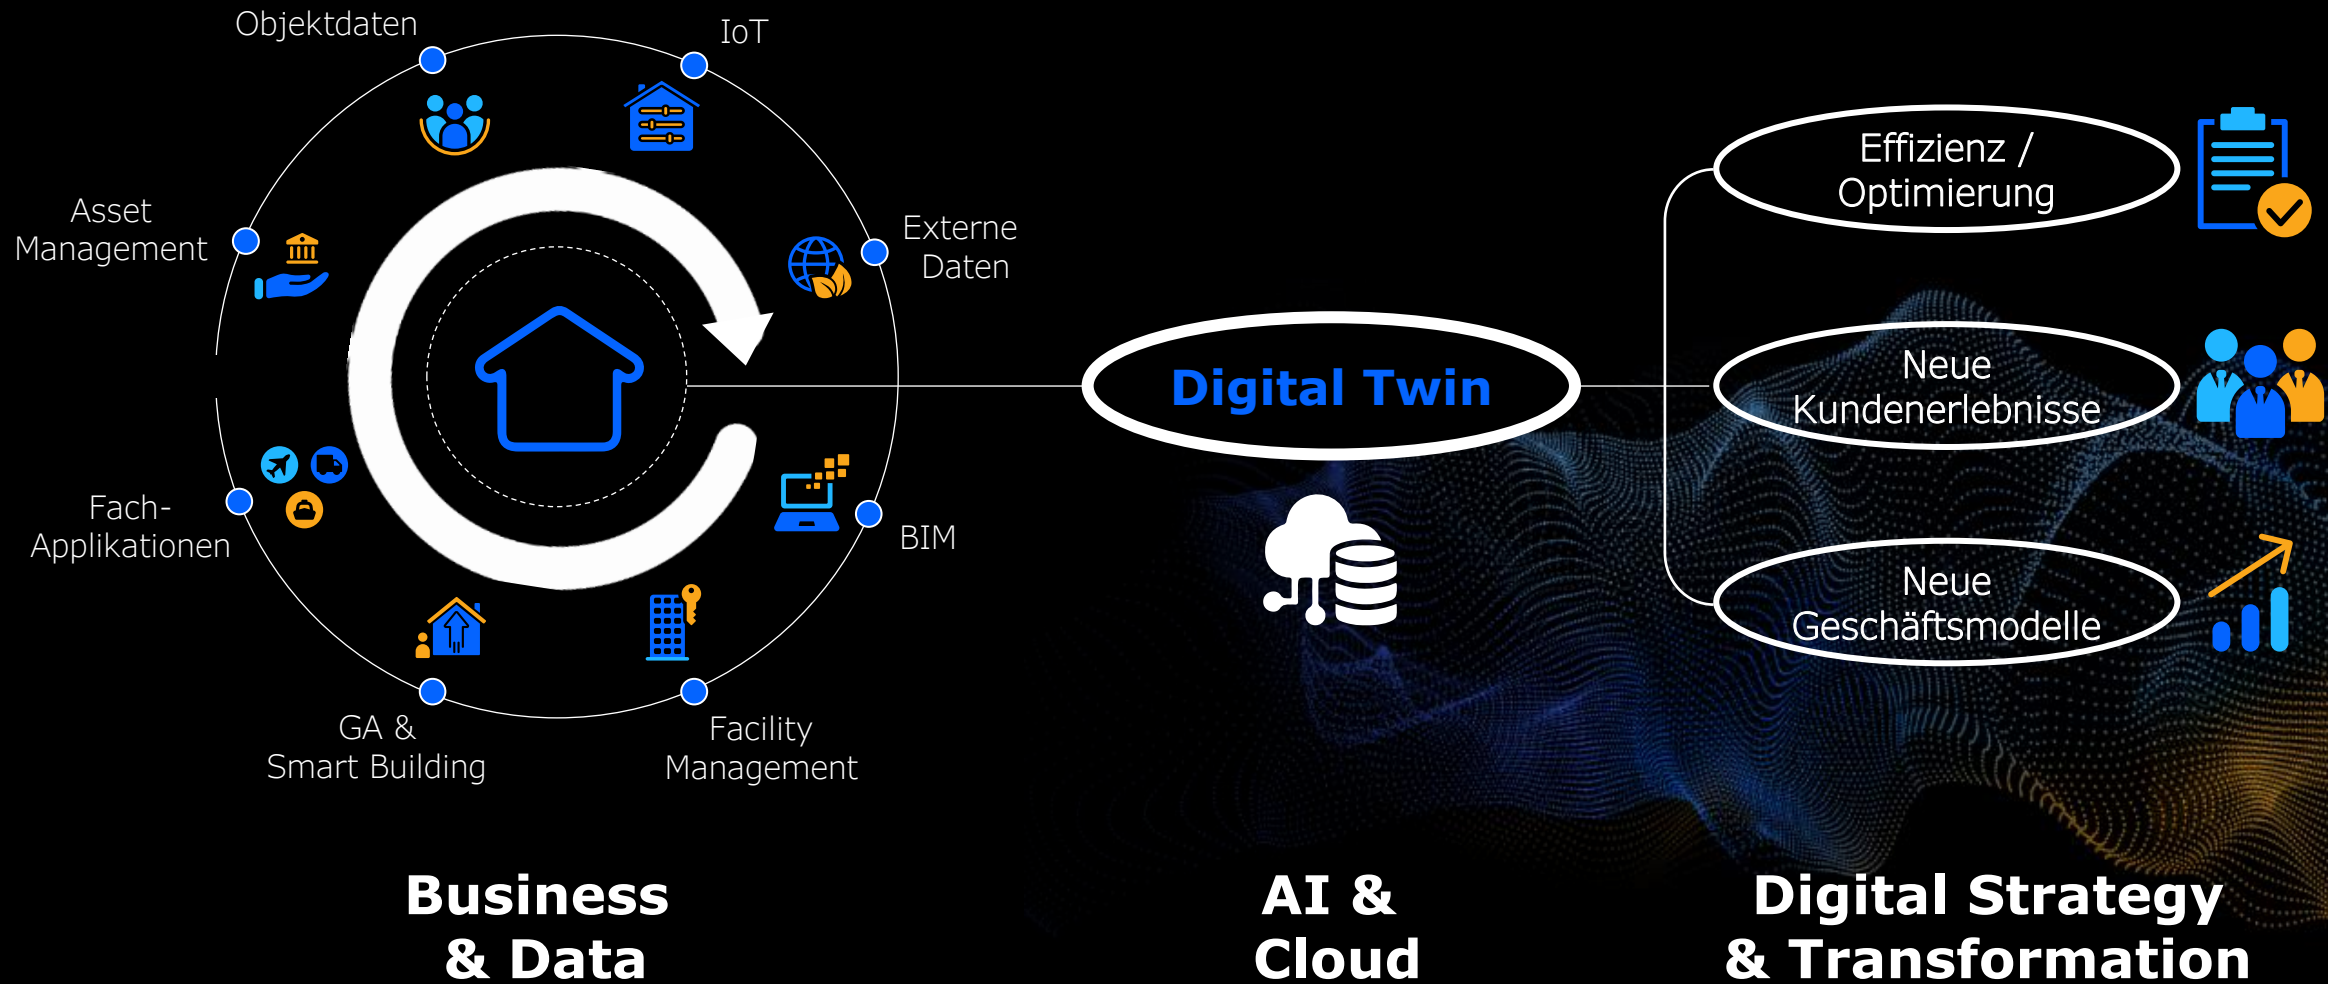 Objektdaten
IoT
Asset
Management
Externe
Daten
Fach-
Applikationen
BIM
GA &
Smart Building
Facility
Management
Digital Twin
Effizienz /
Optimierung
Neue
Kundenerlebnisse
Neue
Geschäftsmodelle
Business
& Data
AI &
Cloud
Digital Strategy
& Transformation